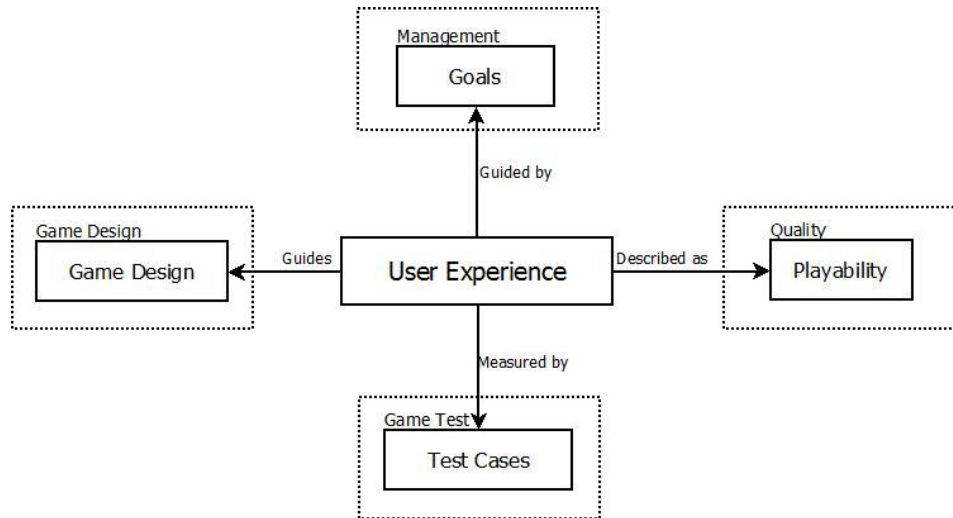 Management
Goals
Guided by
Game Design
Game Design
Guides
User Experience
Described as
Quality
Playability
Measured by
Game Test
Test Cases